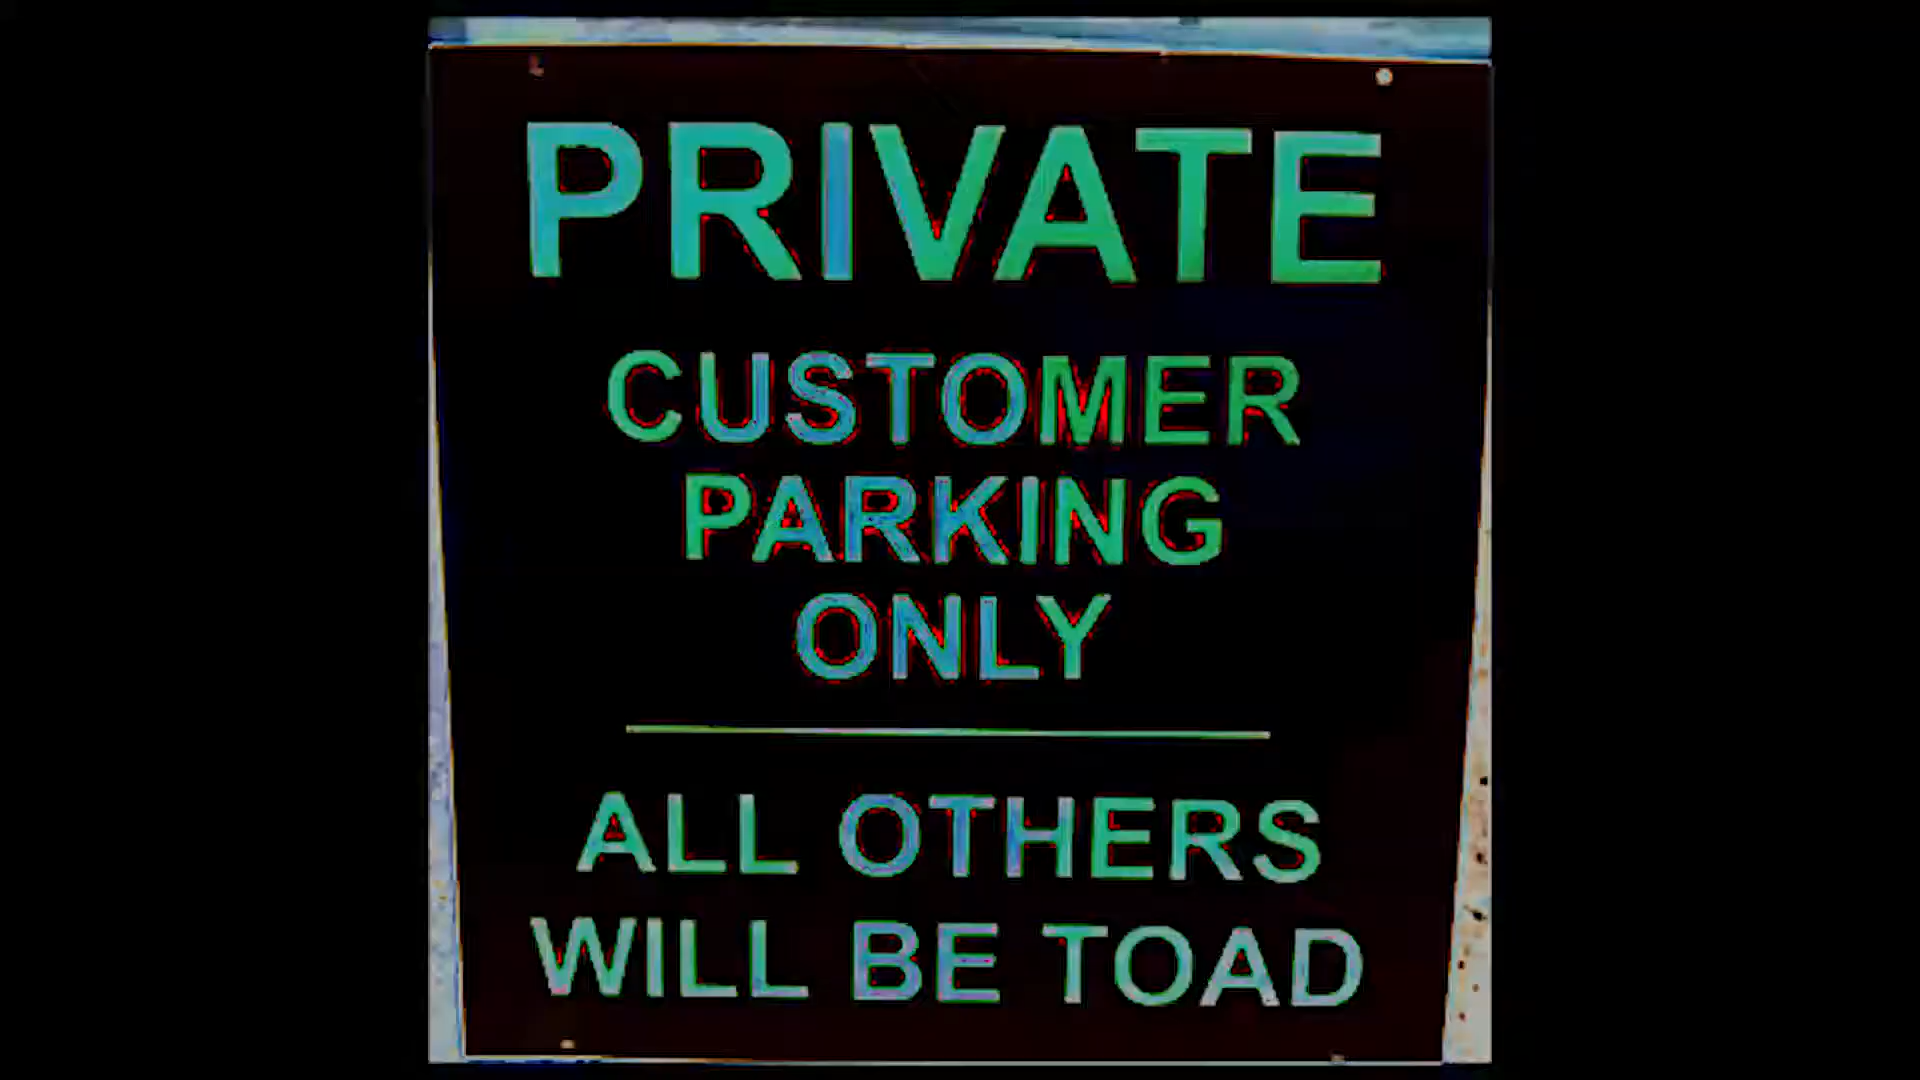 PRIVATE
CUSTOMER
PARKING
ONLY
ALL OTHERS
WILL BE TOAD